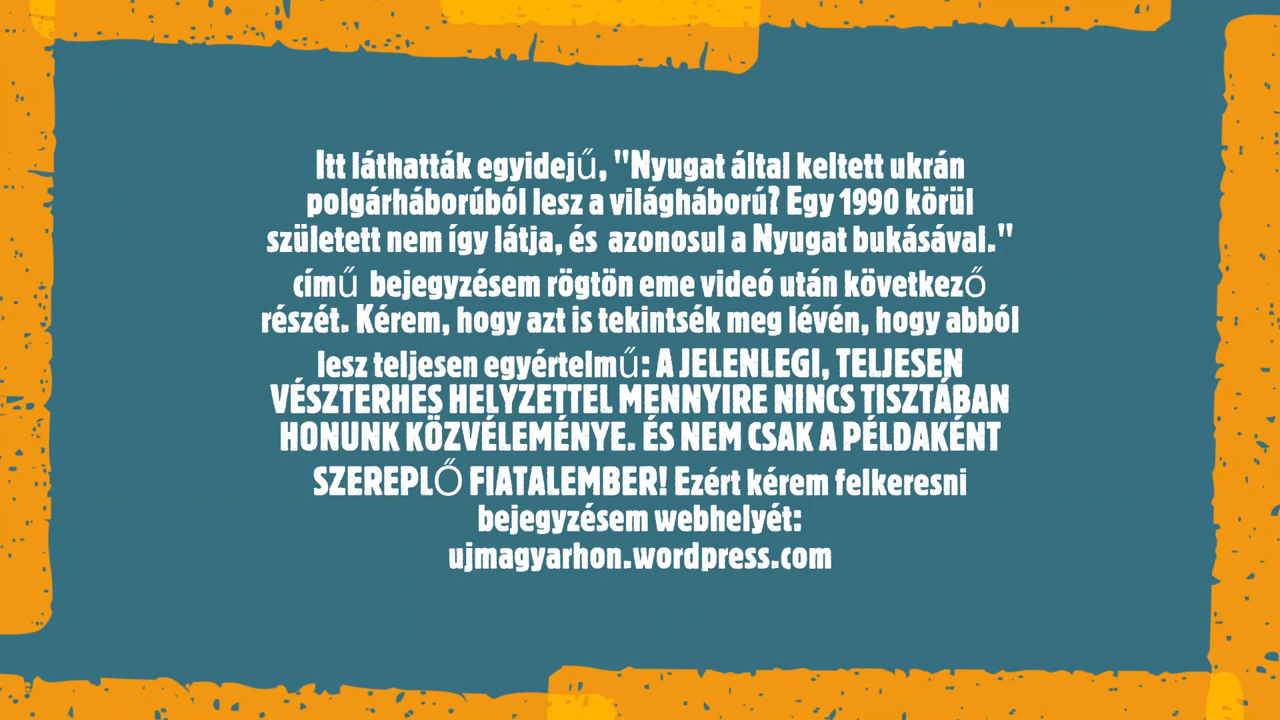 Itt láthatták egyidejű, "Nyugat által keltett ukrán
polgárháborúból lesz a világháború? Egy 1990 körül
született nem így látja, és azonosul a Nyugat bukásával."
című bejegyzésem rögtön eme videó után következő
részét. Kérem, hogy azt is tekintsék meg lévén, hogy abból
lesz teljesen egyértelmű: A JELENLEGI, TELJESEN
VÉSZTERHES HELYZETTEL MENNYIRE NINCS TISZTÁBAN
HONUNK KÖZVÉLEMÉNYE. ÉS NEM CSAK A PÉLDAKÉNT
SZEREPLŐ FIATALEMBER! Ezért kérem felkeresni
bejegyzésem webhelyét:
ujmagyarhon.wordpress.com